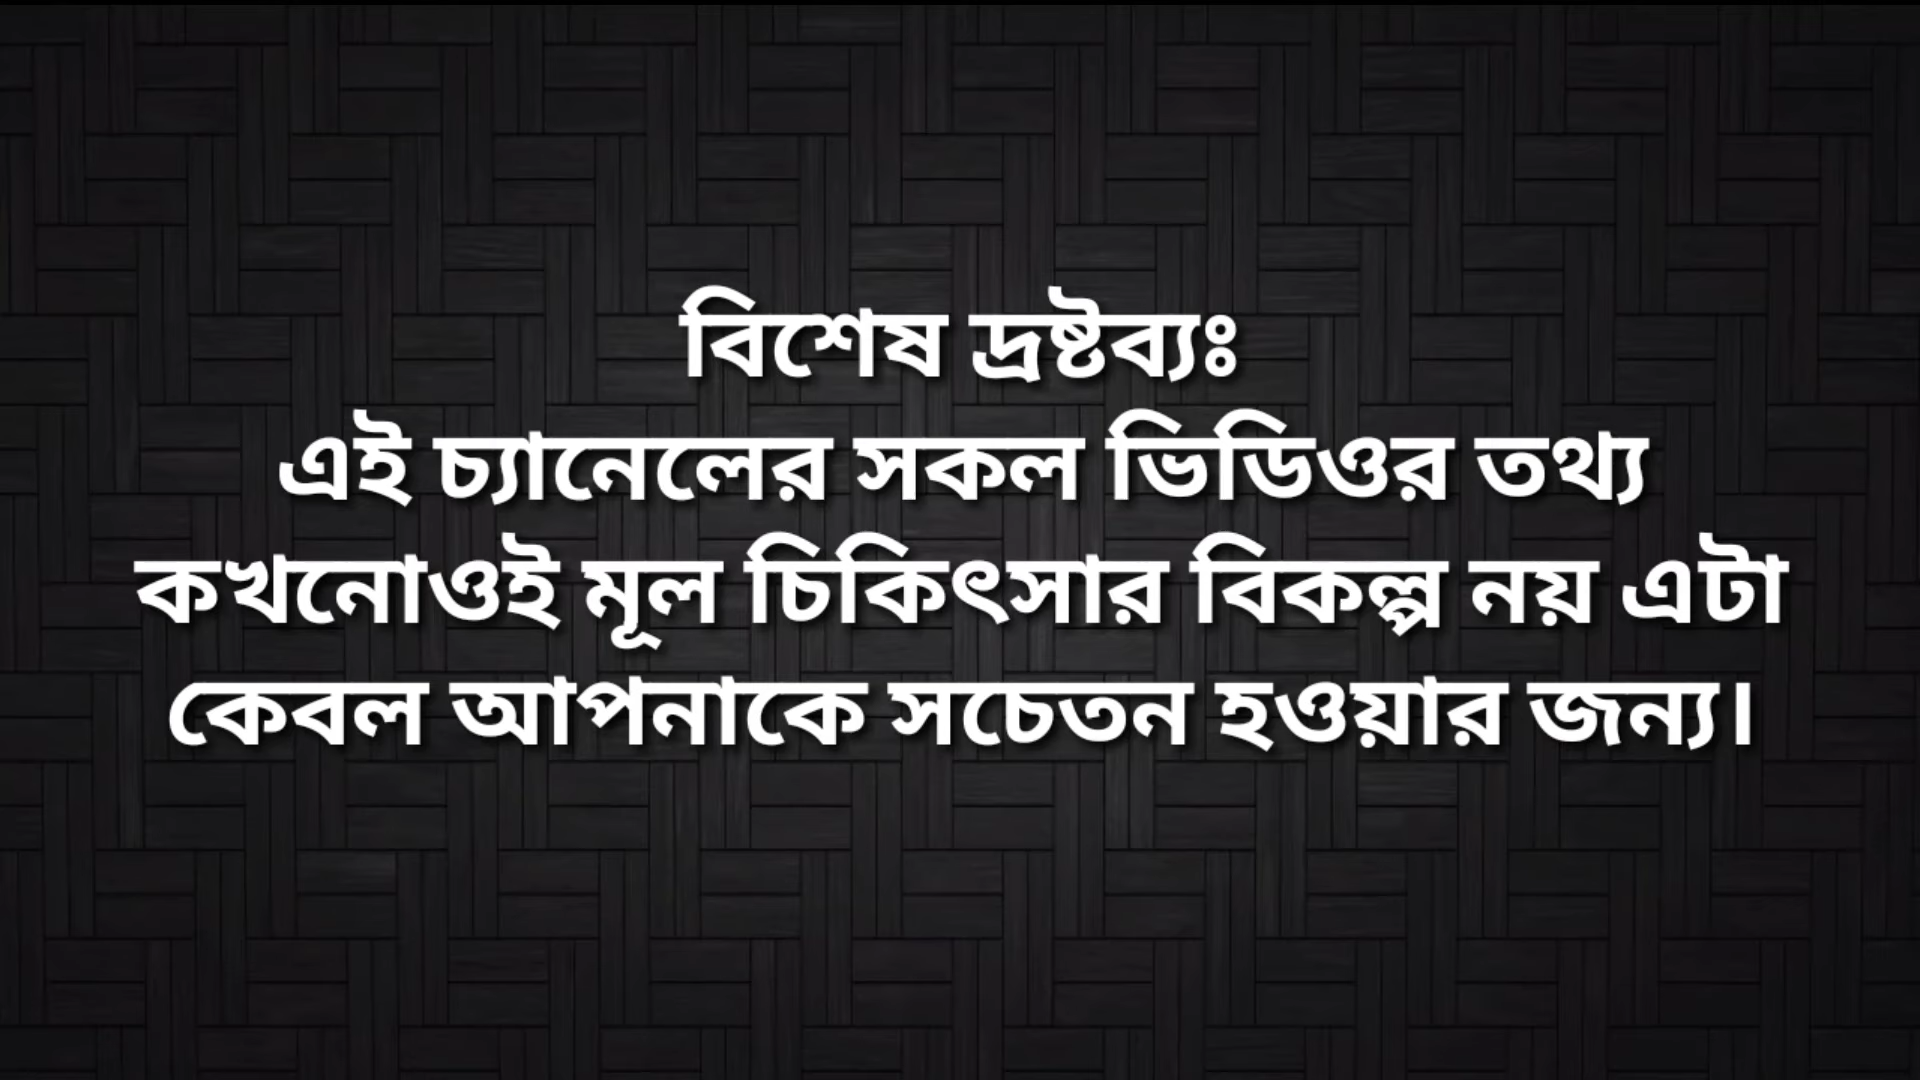 বিশেষ দ্রষ্টব্যঃ
এই চ্যানেলের সকল ভিডিওর তথ্য
কখনোওই মূল চিকিৎসার বিকল্প নয় এটা
কেবল আপনাকে সচেতন হওয়ার জন্য।